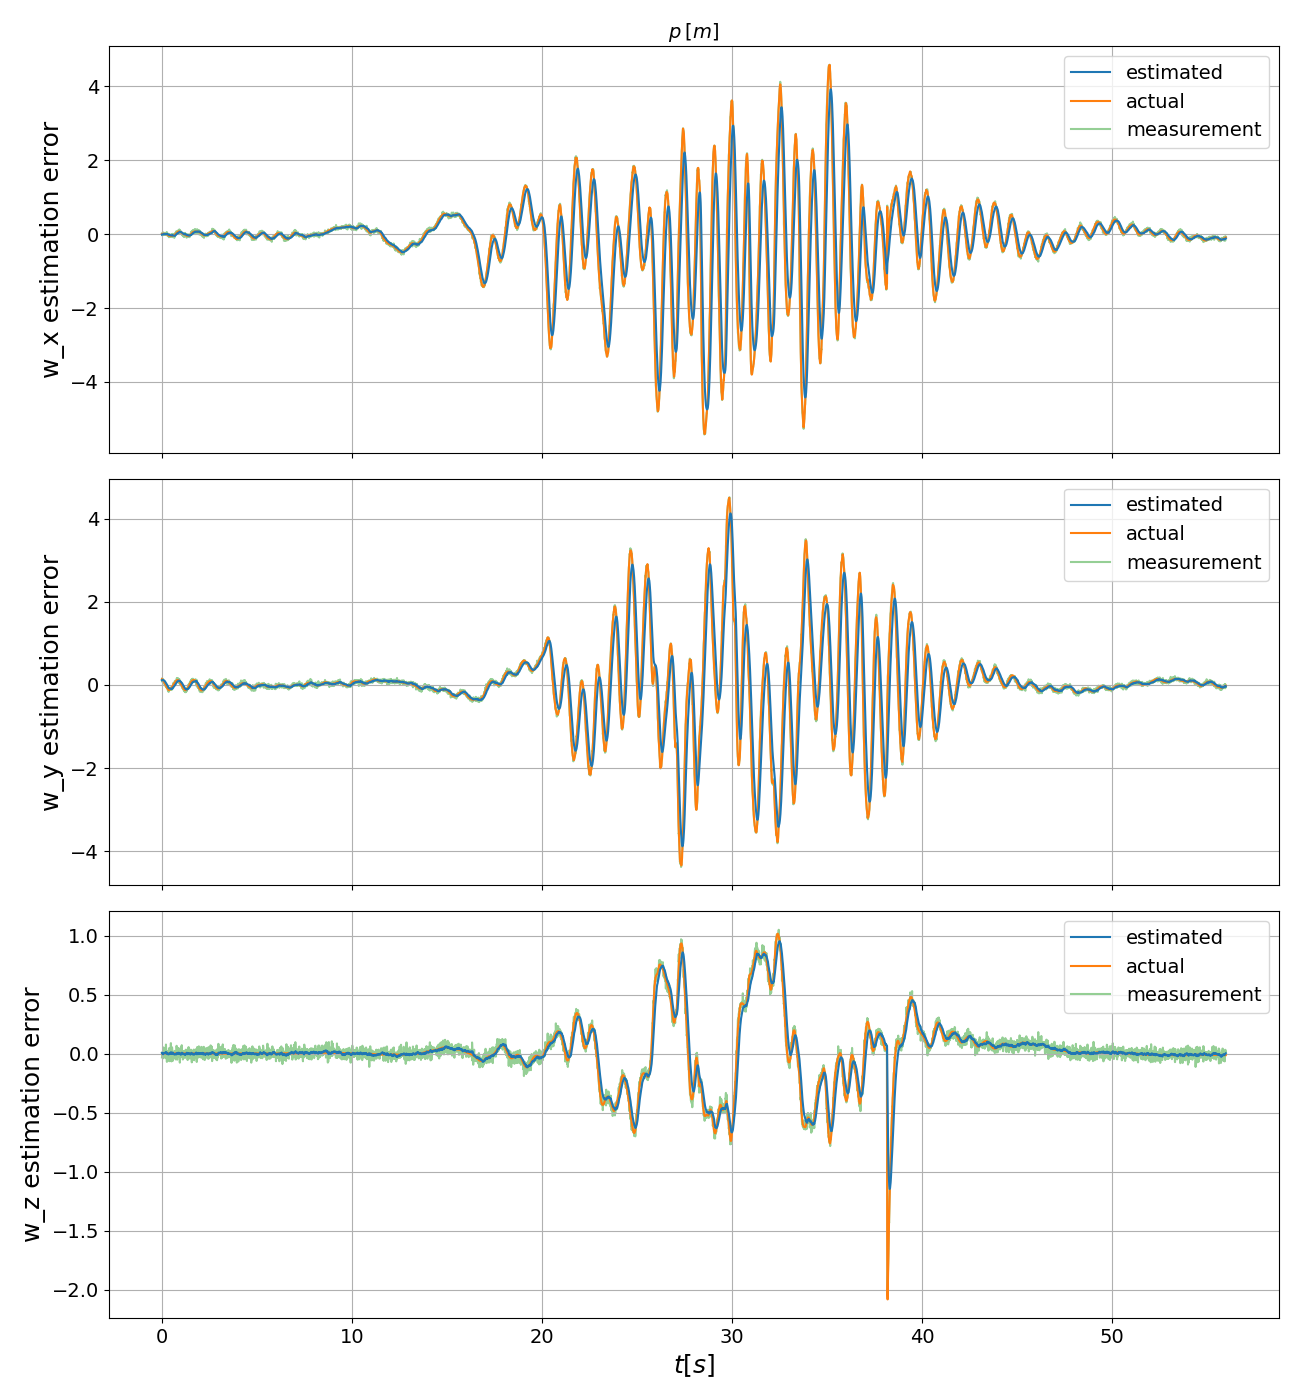 p [m]
4
2
0
−2
−4
w_x estimation error
estimated
actual
measurement
4
2
0
−2
−4
w_y estimation error
estimated
actual
measurement
1.0
0.5
0.0
−0.5
−1.0
−1.5
−2.0
w_z estimation error
estimated
actual
measurement
0 10 20 30 40 50
t[s]